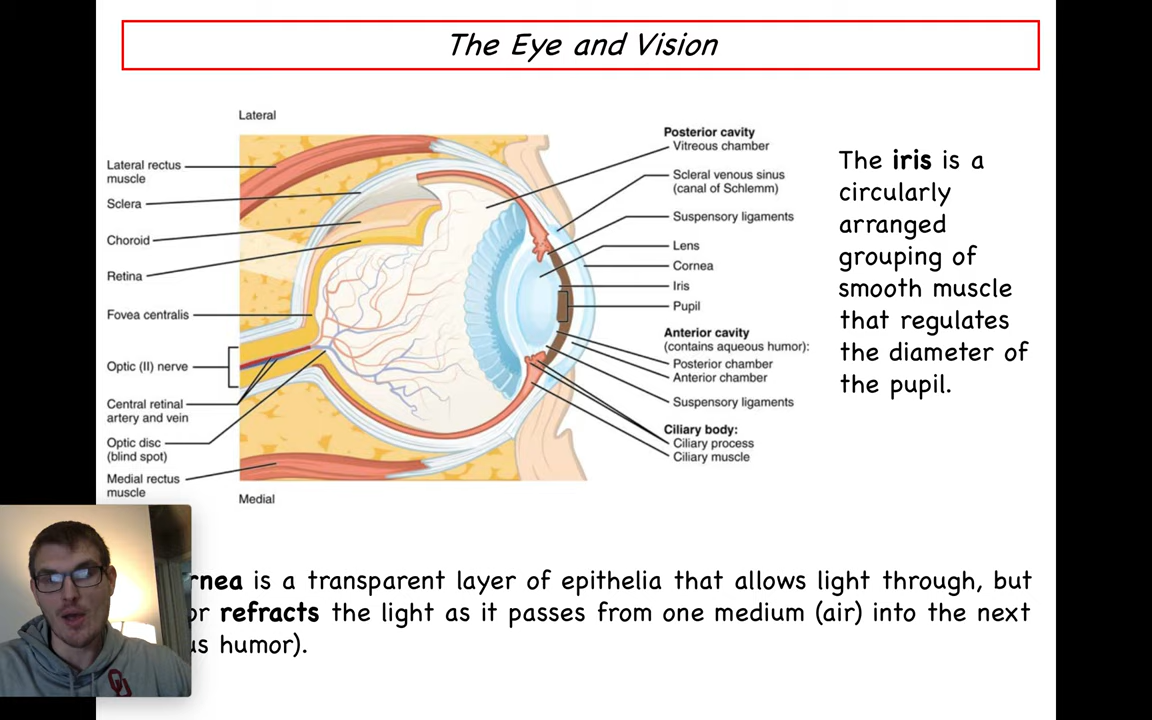 The Eye and Vision
Lateral
Lateral rectus
muscle
Sclera
Choroid
Retina
Fovea centralis
Optic (II) nerve
Central retinal
artery and vein
Optic disc
(blind spot)
Medial rectus
muscle
Medial
Posterior cavity
Vitreous chamber
Scleral venous sinus
(canal of Schlemm)
Suspensory ligaments
Lens
Cornea
Iris
Pupil
Anterior cavity
(contains aqueous humor):
Posterior chamber
Anterior chamber
Suspensory ligaments
Ciliary body:
Ciliary process
Ciliary muscle
The iris is a
circularly
arranged
grouping of
smooth muscle
that regulates
the diameter of
the pupil.
rnea is a transparent layer of epithelia that allows light through, but
or refracts the light as it passes from one medium (air) into the next
us humor).
OU